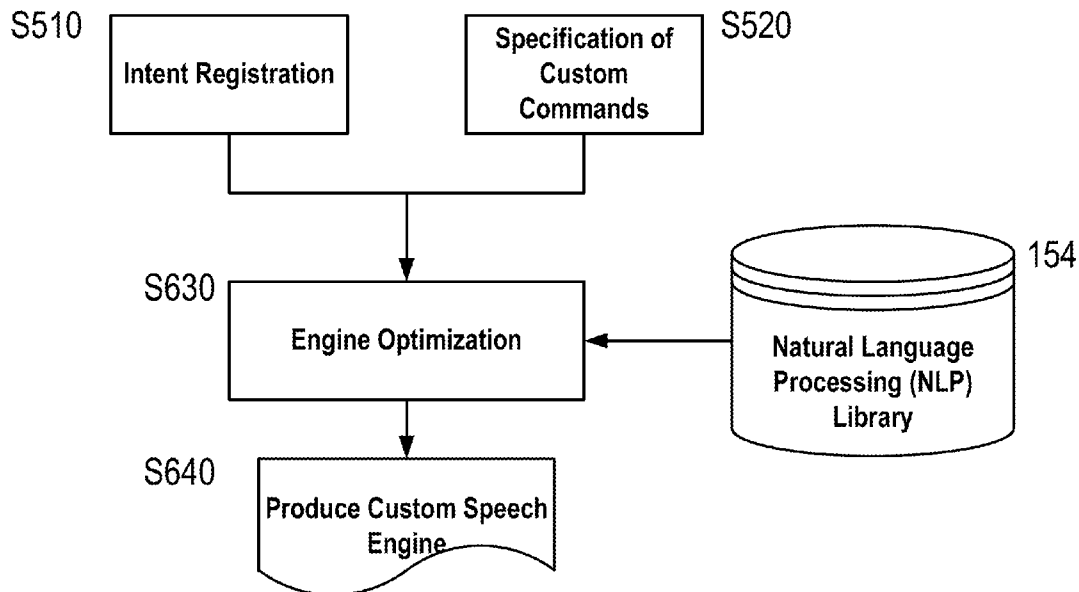 S510
Intent Registration
Specification of
Custom
Commands
S520
S630
Engine Optimization
154
Natural Language
Processing (NLP)
Library
S640
Produce Custom Speech
Engine